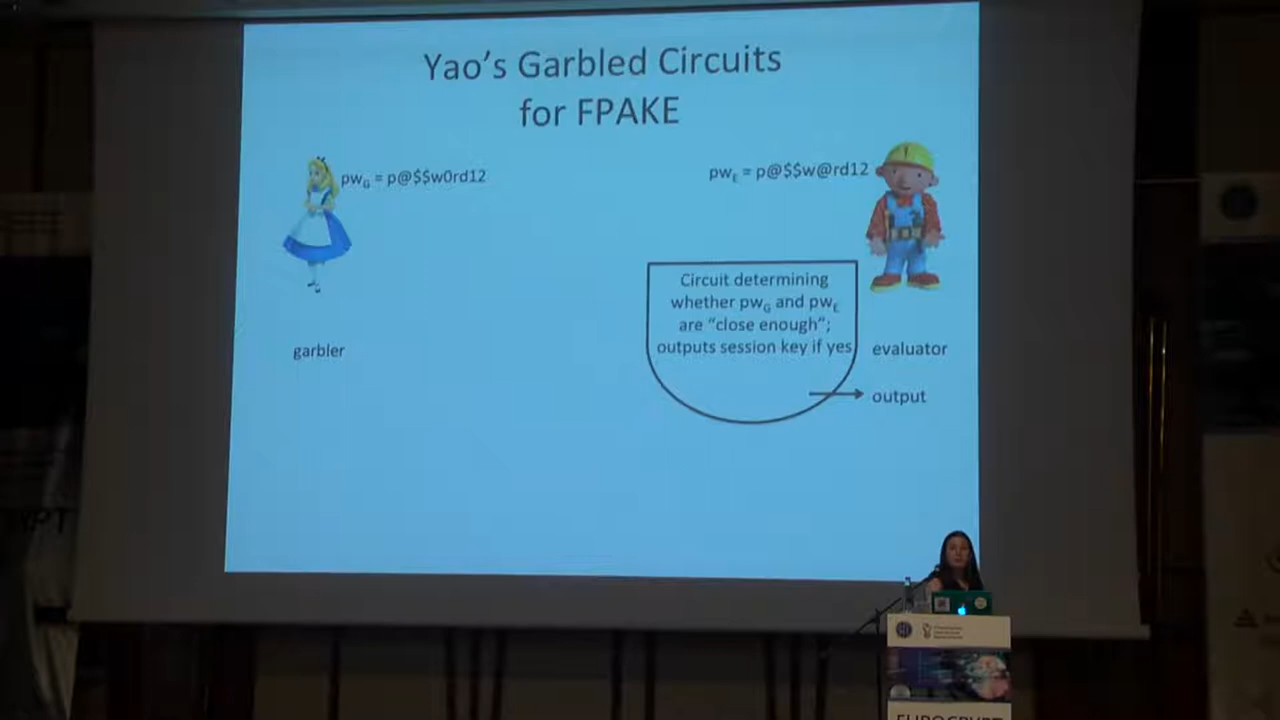 Yao's Garbled Circuits
for FPAKE
pwG = p@$$w0rd12
pwE = p@$$w@rd12
Circuit determining
whether pwG and pwE
are "close enough";
outputs session key if yes
garbler
evaluator
output
EUROCRYPT